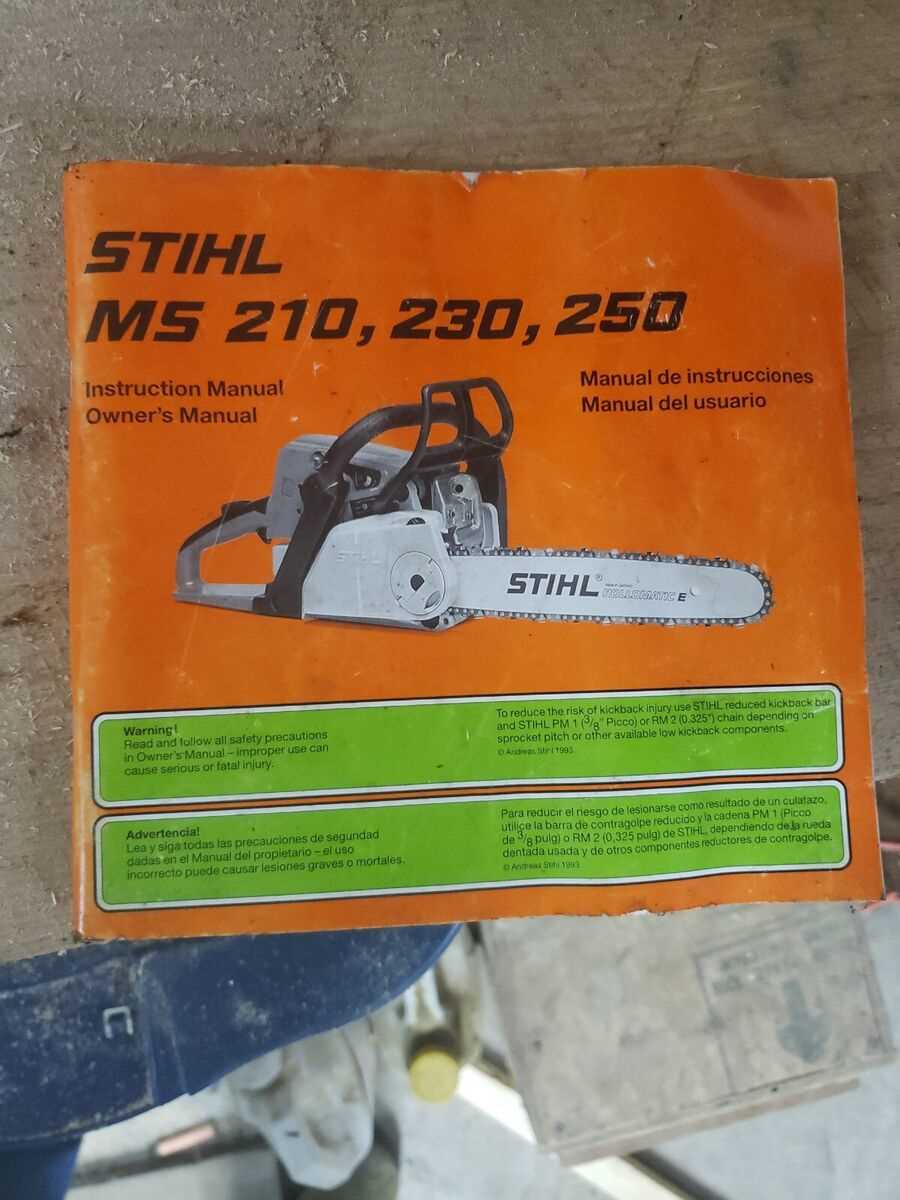 STIHL
MS 210, 230, 250
Instruction Manual
Owner's Manual
Manual de instrucciones
Manual del usuario
STIHL
STIHL®
ROLLOMATIC E
Warning!
Read and follow all safety precautions
in Owner's Manual – improper use can
cause serious or fatal injury.
To reduce the risk of kickback injury use STIHL reduced kickback bar
and STIHL PM 1 (3/8" Picco) or RM 2 (0.325") chain depending on
sprocket pitch or other available low kickback components.
© Andreas Stihl 1993
Advertencia!
Lea y siga todas las precauciones de seguridad
dadas en el Manual del propietario – el uso
incorrecto puede causar lesiones graves o mortales.
Para reducir el riesgo de lesionarse como resultado de un culatazo,
utilice la barra de contragolpe reducido y la cadena PM 1 (Picco
de 3/8 pulg) o RM 2 (0,325 pulg) de STIHL, dependiendo de la rueda
dentada usada y de otros componentes reductores de contragolpe.
© Andreas Stihl 1993